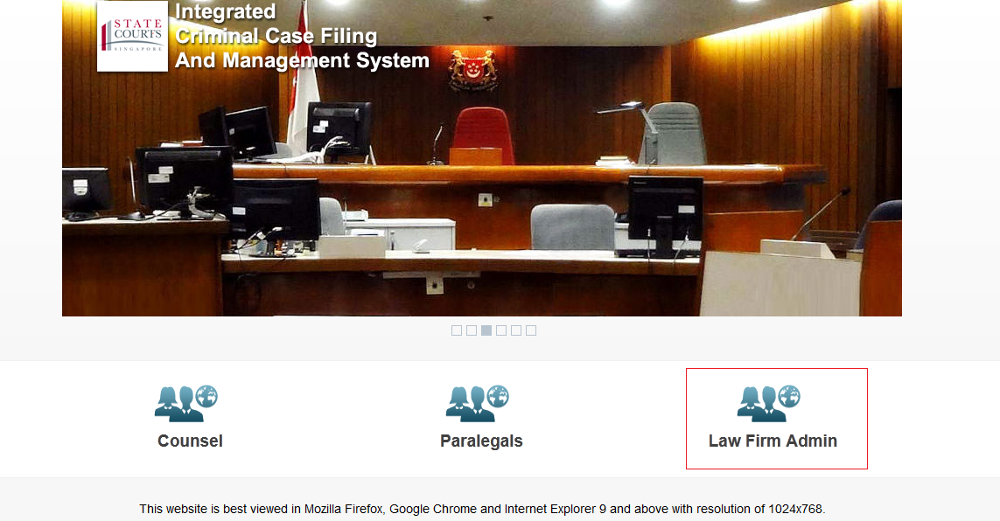 STATE
COURTS
SINGAPORE
Integrated
Criminal Case Filing
And Management System
Counsel
Paralegals
Law Firm Admin
This website is best viewed in Mozilla Firefox, Google Chrome and Internet Explorer 9 and above with resolution of 1024x768.